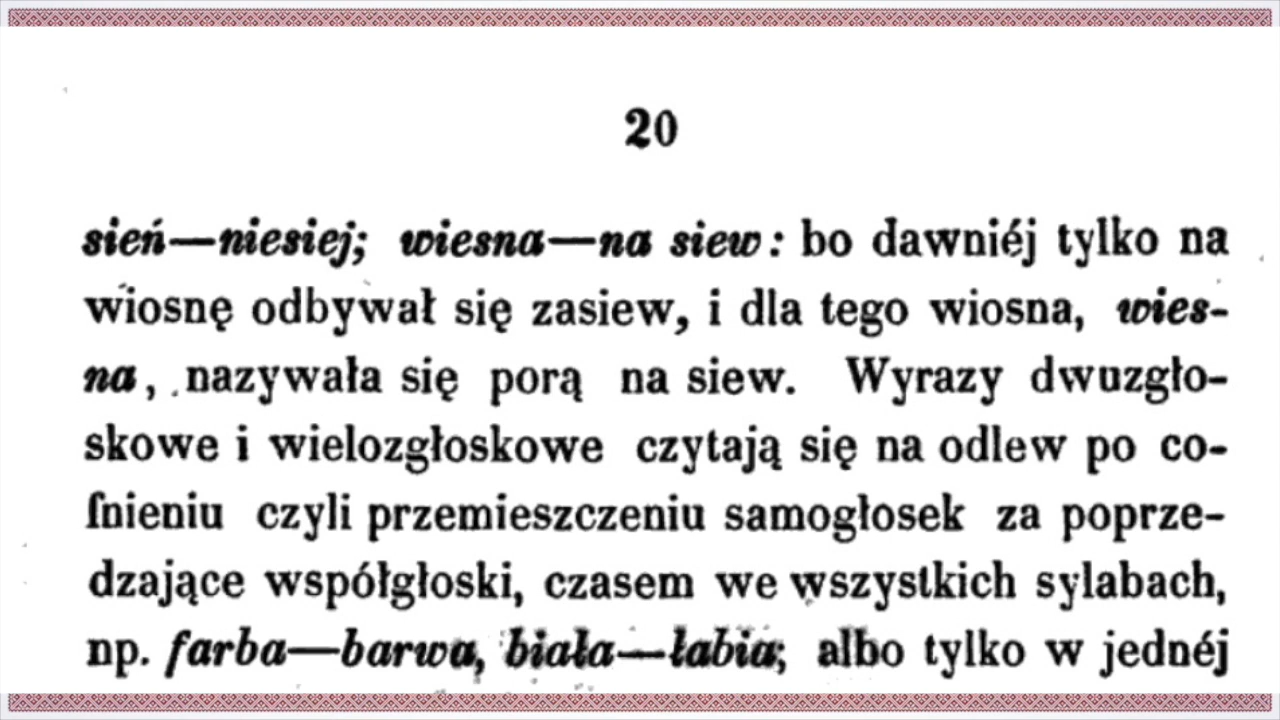 20
sień—niesiej; wiesna—na siew: bo dawniéj tylko na
wiosnę odbywał się zasiew, i dla tego wiosna, wies-
na, nazywała się porą na siew. Wyrazy dwuzgło-
skowe i wielozgłoskowe czytają się na odlew po co-
fnieniu czyli przemieszczeniu samogłosek za poprze-
dzające współgłoski, czasem we wszystkich sylabach,
np. farba—barwa, biała—łabia; albo tylko w jednéj